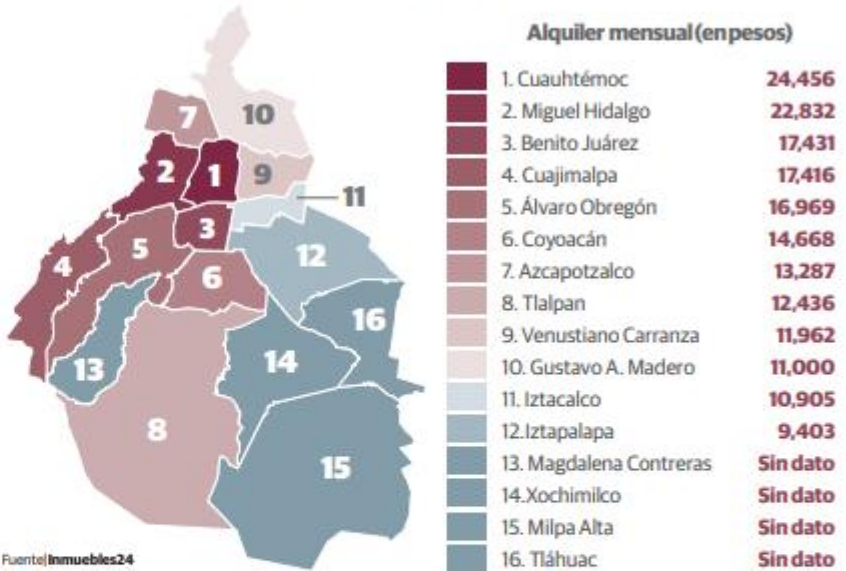 Alquiler mensual (en pesos)
1. Cuauhtémoc 24,456
2. Miguel Hidalgo 22,832
3. Benito Juárez 17,431
4. Cuajimalpa 17,416
5. Álvaro Obregón 16,969
6. Coyoacán 14,668
7. Azcapotzalco 13,287
8. Tlalpan 12,436
9. Venustiano Carranza 11,962
10. Gustavo A. Madero 11,000
11. Iztacalco 10,905
12.Iztapalapa 9,403
13. Magdalena Contreras Sin dato
14.Xochimilco Sin dato
15. Milpa Alta Sin dato
16. Tláhuac Sin dato
7
10
2
1
9
11
3
5
12
4
6
16
13
14
8
15
Fuente|Inmuebles24